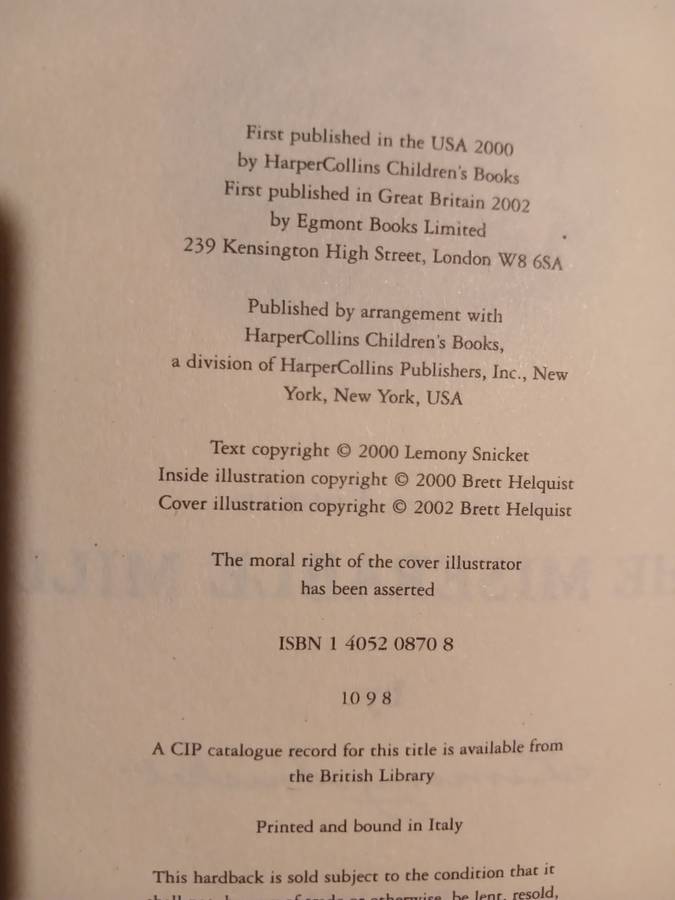 First published in the USA 2000
by HarperCollins Children's Books
First published in Great Britain 2002
by Egmont Books Limited
239 Kensington High Street, London W8 6SA
Published by arrangement with
HarperCollins Children's Books,
a division of HarperCollins Publishers, Inc., New
York, New York, USA
Text copyright © 2000 Lemony Snicket
Inside illustration copyright © 2000 Brett Helquist
Cover illustration copyright © 2002 Brett Helquist
The moral right of the cover illustrator
has been asserted
ISBN 1 4052 0870 8
10 9 8
A CIP catalogue record for this title is available from
the British Library
Printed and bound in Italy
This hardback is sold subject to the condition that it
be lent, resold,